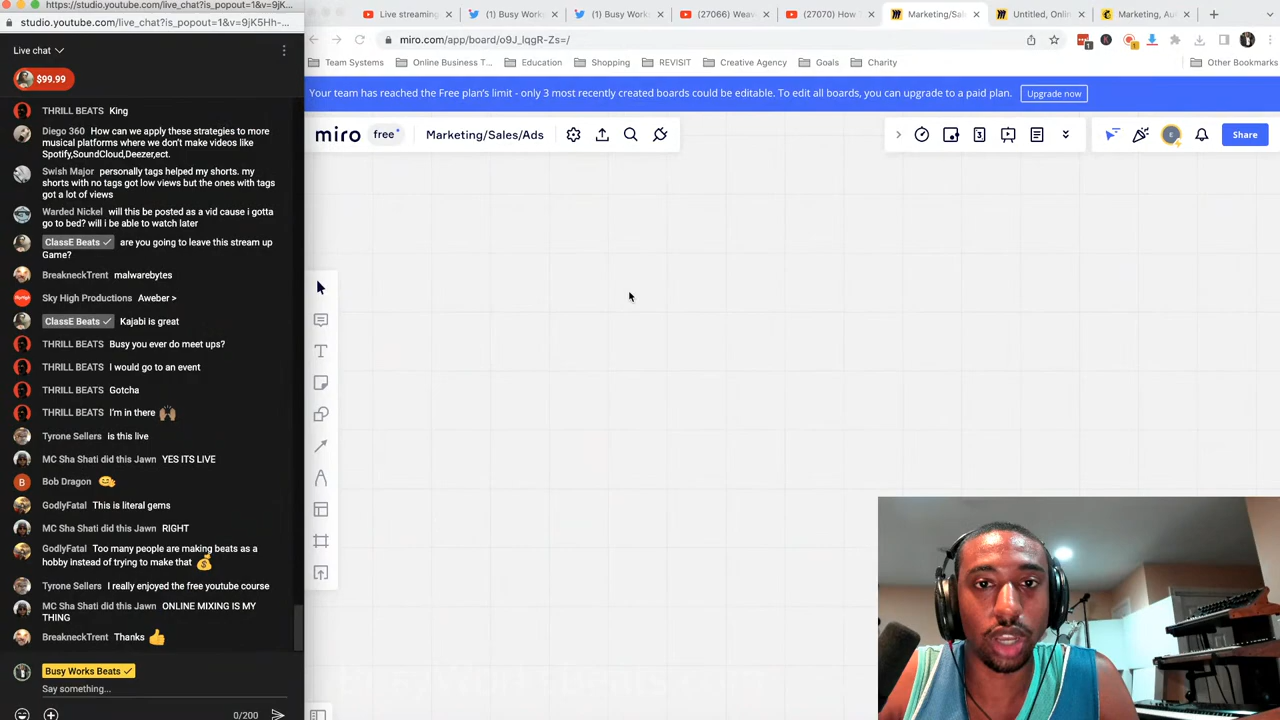 https://studio.youtube.com/live_chat?is_popout=1&v=9jK
studio.youtube.com/live_chat?is_popout=1&v=9jK5Hh-...
Live chat
$99.99
THRILL BEATS King
Diego 360 How can we apply these strategies to more
musical platforms where we don't make videos like
Spotify,SoundCloud,Deezer,ect.
Swish Major personally tags helped my shorts. my
shorts with no tags got low views but the ones with tags
got a lot of views
Warded Nickel will this be posted as a vid cause i gotta
go to bed? will i be able to watch later
ClassE Beats are you going to leave this stream up
Game?
BreakneckTrent malwarebytes
Sky High Productions Aweber >
ClassE Beats Kajabi is great
THRILL BEATS Busy you ever do meet ups?
THRILL BEATS I would go to an event
THRILL BEATS Gotcha
THRILL BEATS I'm in there
Tyrone Sellers is this live
MC Sha Shati did this Jawn YES ITS LIVE
B Bob Dragon
GodlyFatal This is literal gems
MC Sha Shati did this Jawn RIGHT
GodlyFatal Too many people are making beats as a
hobby instead of trying to make that
Tyrone Sellers I really enjoyed the free youtube course
MC Sha Shati did this Jawn ONLINE MIXING IS MY
THING
BreakneckTrent Thanks
Busy Works Beats
Say something...
0/200
Live streaming
(1) Busy Work
(1) Busy Work
(27066) Weav
(27070) How
Marketing/Sal
Untitled, Onlin
Marketing, Aut
miro.com/app/board/o9J_lqgR-Zs=/
Team Systems
Online Business T...
Education
Shopping
REVISIT
Creative Agency
Goals
Charity
Other Bookmarks
Your team has reached the Free plan's limit - only 3 most recently created boards could be editable. To edit all boards, you can upgrade to a paid plan.
Upgrade now
miro free
Marketing/Sales/Ads
3
E
Share